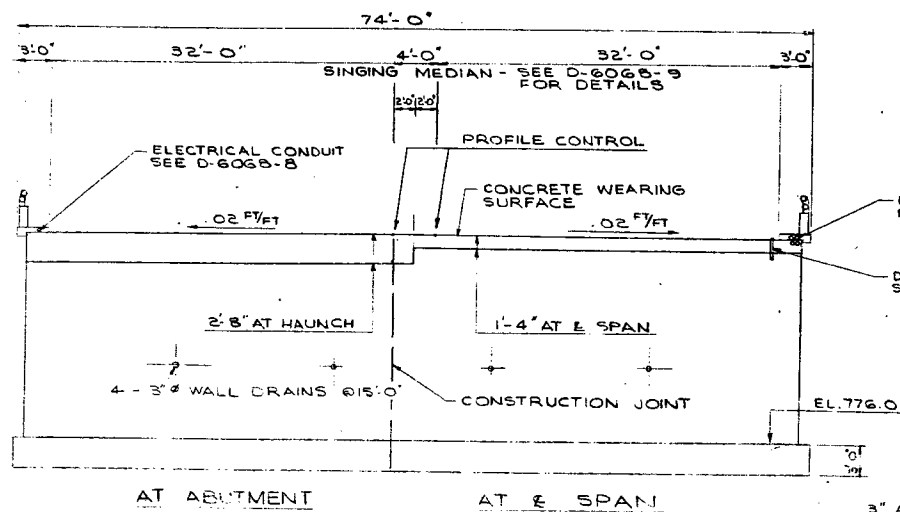 74'-0"
3'-0" 32'-0" 4'-0" 32'-0" 3'-0"
SINGING MEDIAN - SEE D-6068-9
FOR DETAILS
2'-0" 2'-0"
ELECTRICAL CONDUIT
SEE D-6068-8
PROFILE CONTROL
CONCRETE WEARING
SURFACE
.02 FT/FT
.02 FT/FT
D
S
2'-8" AT HAUNCH
1'-4" AT ℄ SPAN
4 - 3" ⌀ WALL DRAINS @15'-0"
CONSTRUCTION JOINT
EL.776.0
AT ABUTMENT
AT ℄ SPAN
3"